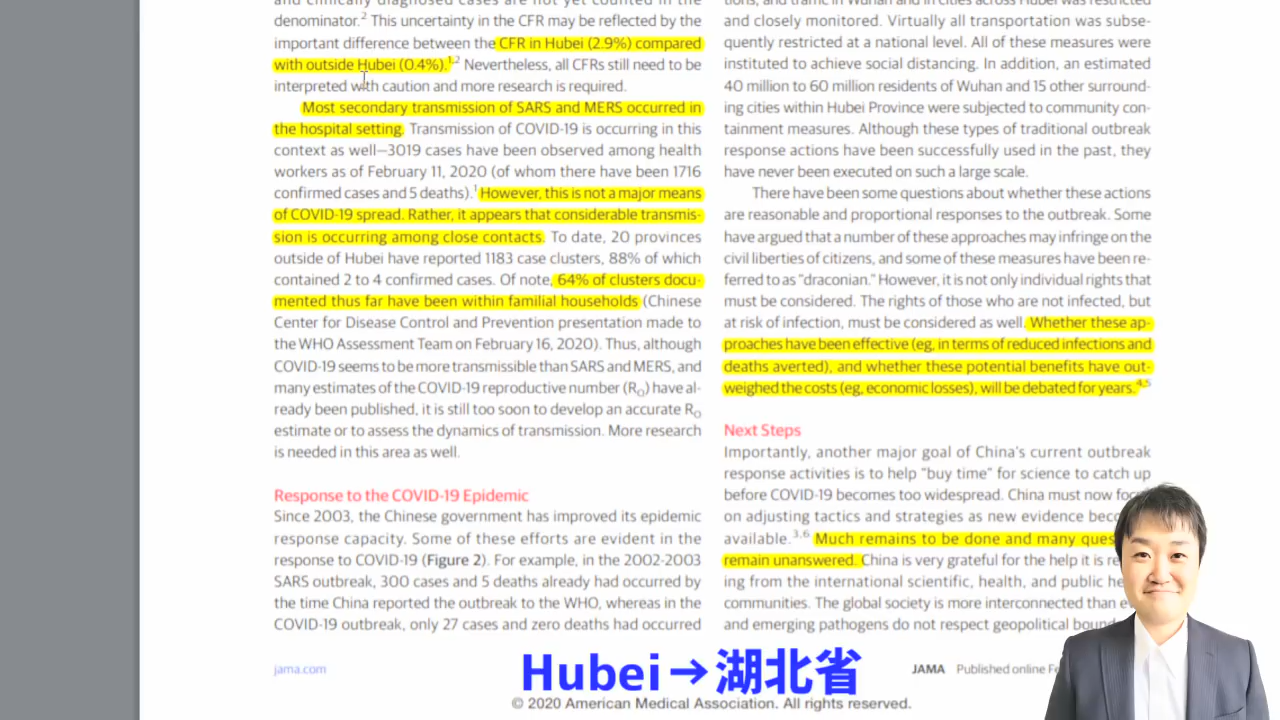 and clinically diagnosed cases are not yet counted in the
denominator.2 This uncertainty in the CFR may be reflected by the
important difference between the CFR in Hubei (2.9%) compared
with outside Hubei (0.4%).1,2 Nevertheless, all CFRs still need to be
interpreted with caution and more research is required.
Most secondary transmission of SARS and MERS occurred in
the hospital setting. Transmission of COVID-19 is occurring in this
context as well—3019 cases have been observed among health
workers as of February 11, 2020 (of whom there have been 1716
confirmed cases and 5 deaths).1 However, this is not a major means
of COVID-19 spread. Rather, it appears that considerable transmis-
sion is occurring among close contacts. To date, 20 provinces
outside of Hubei have reported 1183 case clusters, 88% of which
contained 2 to 4 confirmed cases. Of note, 64% of clusters docu-
mented thus far have been within familial households (Chinese
Center for Disease Control and Prevention presentation made to
the WHO Assessment Team on February 16, 2020). Thus, although
COVID-19 seems to be more transmissible than SARS and MERS, and
many estimates of the COVID-19 reproductive number (RO) have al-
ready been published, it is still too soon to develop an accurate RO
estimate or to assess the dynamics of transmission. More research
is needed in this area as well.
Response to the COVID-19 Epidemic
Since 2003, the Chinese government has improved its epidemic
response capacity. Some of these efforts are evident in the
response to COVID-19 (Figure 2). For example, in the 2002-2003
SARS outbreak, 300 cases and 5 deaths already had occurred by
the time China reported the outbreak to the WHO, whereas in the
COVID-19 outbreak, only 27 cases and zero deaths had occurred
tions, and traffic in Wuhan and in cities across Hubei was restricted
and closely monitored. Virtually all transportation was subse-
quently restricted at a national level. All of these measures were
instituted to achieve social distancing. In addition, an estimated
40 million to 60 million residents of Wuhan and 15 other surround-
ing cities within Hubei Province were subjected to community con-
tainment measures. Although these types of traditional outbreak
response actions have been successfully used in the past, they
have never been executed on such a large scale.
There have been some questions about whether these actions
are reasonable and proportional responses to the outbreak. Some
have argued that a number of these approaches may infringe on the
civil liberties of citizens, and some of these measures have been re-
ferred to as “draconian.” However, it is not only individual rights that
must be considered. The rights of those who are not infected, but
at risk of infection, must be considered as well. Whether these ap-
proaches have been effective (eg, in terms of reduced infections and
deaths averted), and whether these potential benefits have out-
weighed the costs (eg, economic losses), will be debated for years.4,5
Next Steps
Importantly, another major goal of China's current outbreak
response activities is to help “buy time” for science to catch up
before COVID-19 becomes too widespread. China must now
on adjusting tactics and strategies as new evidence
available.3,6 Much remains to be done and many
remain unanswered. China is very grateful for the help it is
ing from the international scientific, health, and public
communities. The global society is more interconnected than
and emerging pathogens do not respect geopolitical
jama.com
JAMA Published online
Hubei→湖北省
© 2020 American Medical Association. All rights reserved.